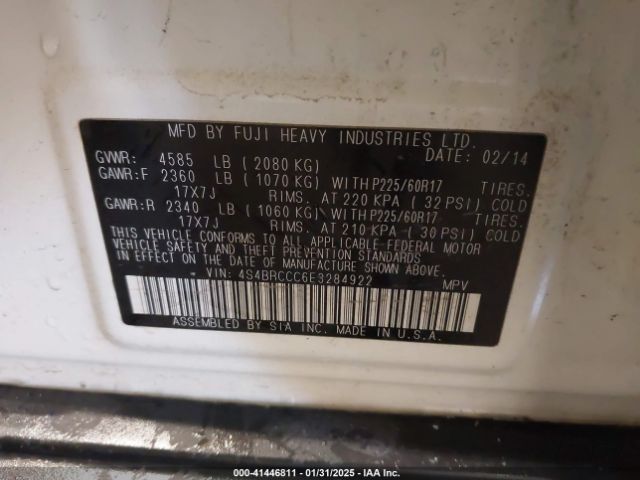 MFD BY FUJI HEAVY INDUSTRIES LTD.
GVWR: 4585 LB (2080 KG) DATE: 02/14
GAWR:F 2360 LB (1070 KG) WITH P225/60R17 TIRES.
17X7J RIMS. AT 220 KPA (32 PSI) COLD
GAWR:R 2340 LB (1060 KG) WITH P225/60R17 TIRES.
17X7J RIMS. AT 210 KPA (30 PSI) COLD
THIS VEHICLE CONFORMS TO ALL APPLICABLE FEDERAL MOTOR
VEHICLE SAFETY AND THEFT PREVENTION STANDARDS
IN EFFECT ON THE DATE OF MANUFACTURE SHOWN ABOVE.
VIN: 4S4BRCCC6E3284922 MPV
ASSEMBLED BY SIA INC. MADE IN U.S.A.
000-41446811 — 01/31/2025 — IAA Inc.